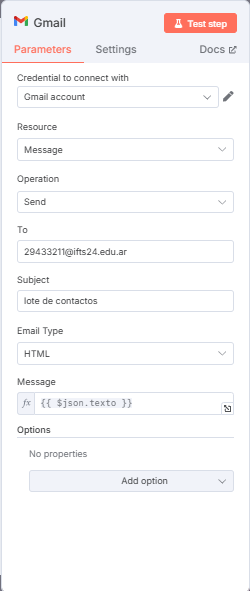 Gmail
Test step
Parameters
Settings
Docs
Credential to connect with
Gmail account
Resource
Message
Operation
Send
To
29433211@ifts24.edu.ar
Subject
lote de contactos
Email Type
HTML
Message
fx {{ $json.texto }}
Options
No properties
Add option